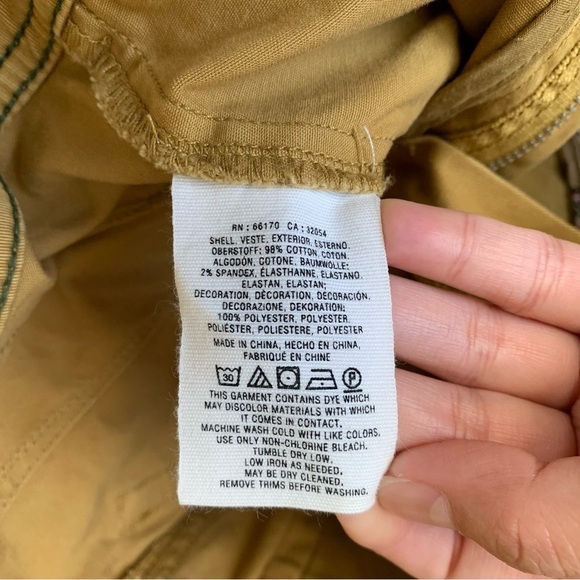 RN : 66170 CA : 32054
SHELL, VESTE, EXTERIOR, ESTERNO,
OBERSTOFF: 98% COTTON, COTON,
ALGODÓN, COTONE, BAUMWOLLE;
2% SPANDEX, ÉLASTHANNE, ELASTANO,
ELASTAN, ELASTAN;
DECORATION, DÉCORATION, DECORACIÓN,
DECORAZIONE, DEKORATION;
100% POLYESTER, POLYESTER,
POLIÉSTER, POLIESTERE, POLYESTER
MADE IN CHINA, HECHO EN CHINA,
FABRIQUÉ EN CHINE
30 P
THIS GARMENT CONTAINS DYE WHICH
MAY DISCOLOR MATERIALS WITH WHICH
IT COMES IN CONTACT.
MACHINE WASH COLD WITH LIKE COLORS.
USE ONLY NON-CHLORINE BLEACH.
TUMBLE DRY LOW.
LOW IRON AS NEEDED.
MAY BE DRY CLEANED.
REMOVE TRIMS BEFORE WASHING.